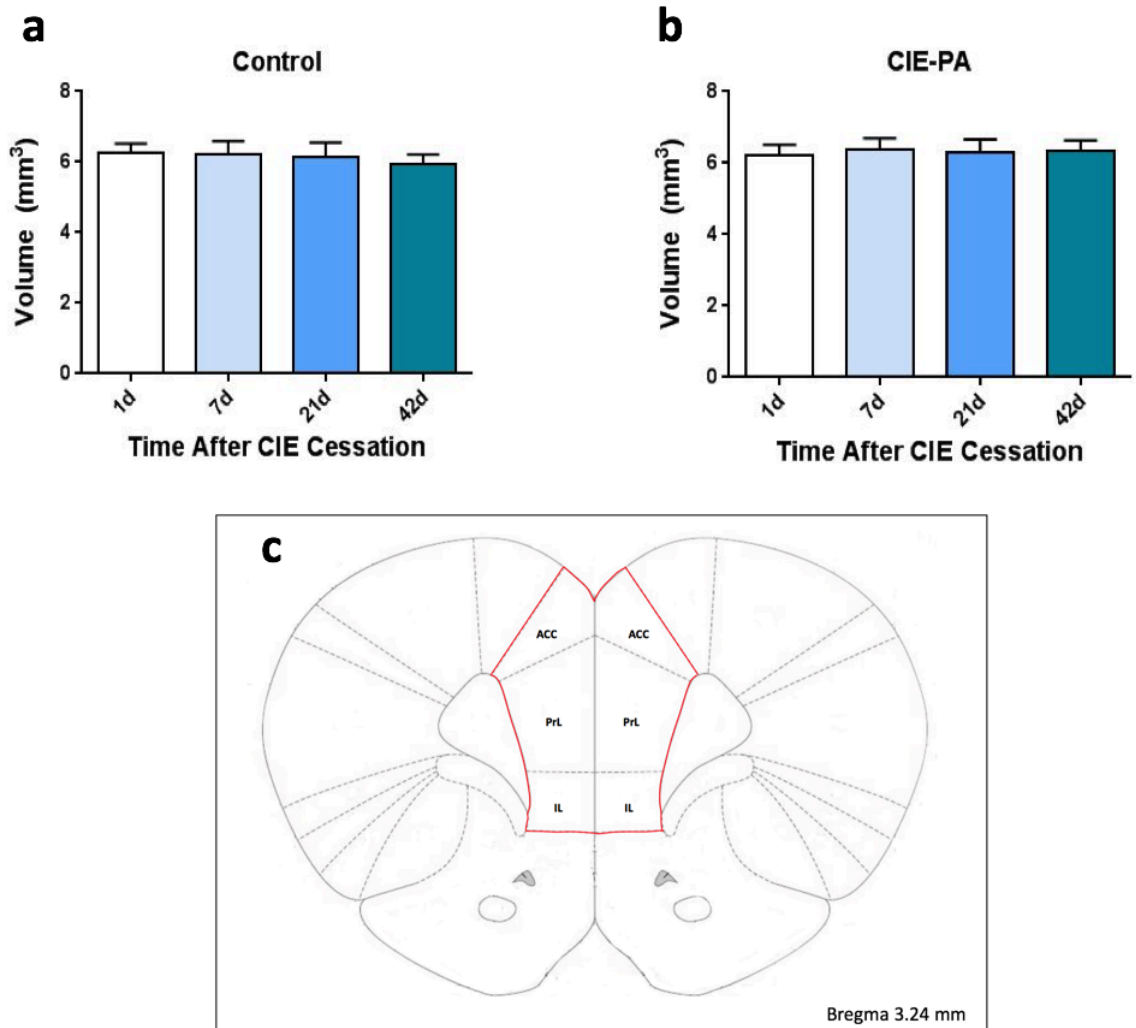 a
Control
8
6
4
2
0
Volume (mm³)
1d
7d
21d
42d
Time After CIE Cessation
b
CIE-PA
8
6
4
2
0
Volume (mm³)
1d
7d
21d
42d
Time After CIE Cessation
c
ACC ACC
PrL PrL
IL IL
Bregma 3.24 mm